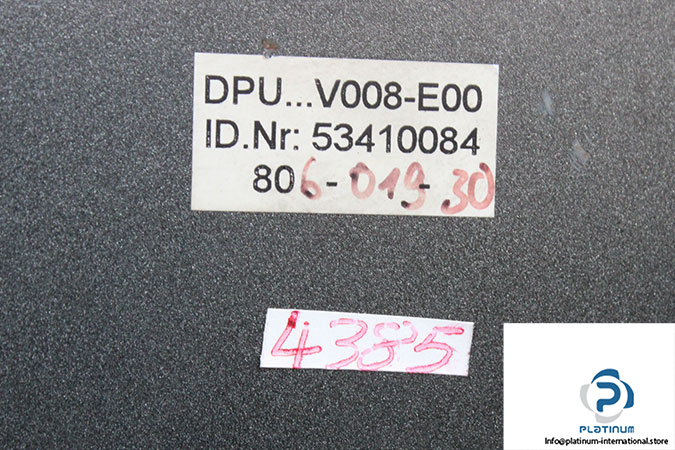 DPU...V008-E00
ID.Nr: 53410084
806-019-30
4385
PLATINUM
Info@platinum-international.store